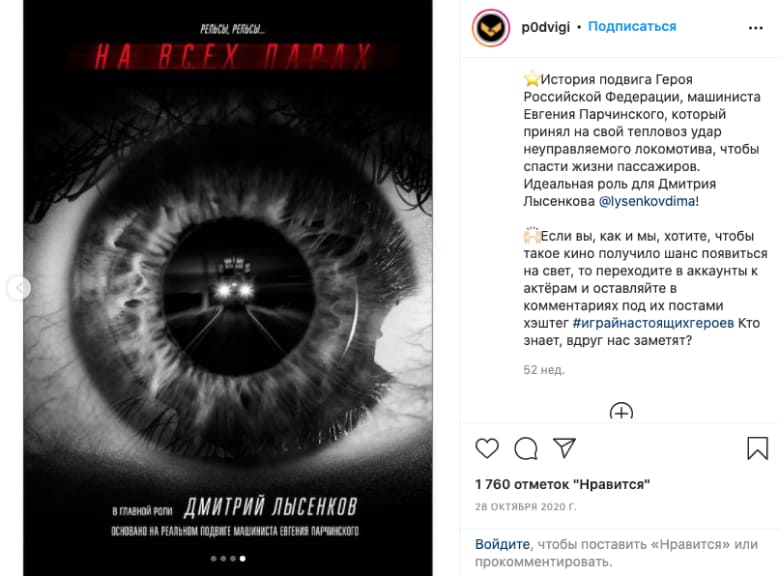 РЕЛЬСЫ, РЕЛЬСЫ...
НА ВСЕХ ПАРАХ
В ГЛАВНОЙ РОЛИ ДМИТРИЙ ЛЫСЕНКОВ
ОСНОВАНО НА РЕАЛЬНОМ ПОДВИГЕ МАШИНИСТА ЕВГЕНИЯ ПАРЧИНСКОГО
p0dvigi • Подписаться
⭐История подвига Героя
Российской Федерации, машиниста
Евгения Парчинского, который
принял на свой тепловоз удар
неуправляемого локомотива, чтобы
спасти жизни пассажиров.
Идеальная роль для Дмитрия
Лысенкова @lysenkovdima!
🙌🏻Если вы, как и мы, хотите, чтобы
такое кино получило шанс появиться
на свет, то переходите в аккаунты к
актёрам и оставляйте в
комментариях под их постами
хэштег #играйнастоящихгероев Кто
знает, вдруг нас заметят?
52 нед.
1 760 отметок "Нравится"
28 ОКТЯБРЯ 2020 Г.
Войдите, чтобы поставить «Нравится» или
прокомментировать.